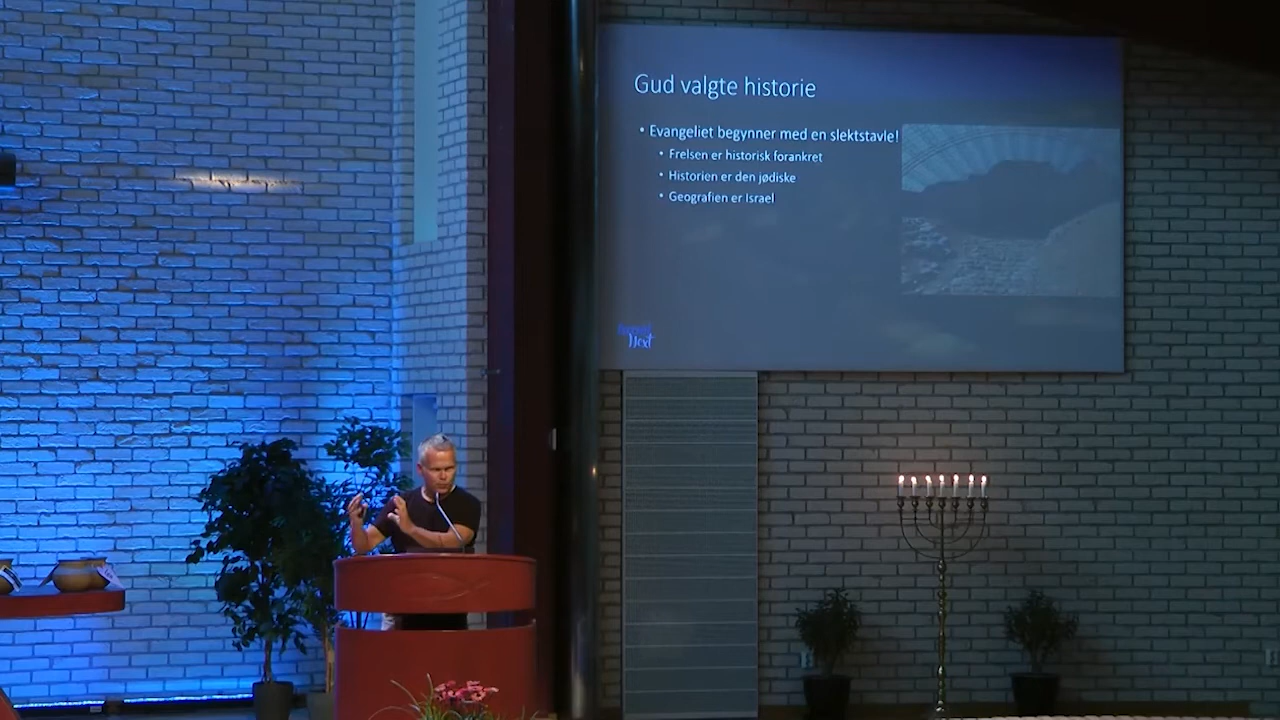 Gud valgte historie
• Evangeliet begynner med en slektstavle!
• Frelsen er historisk forankret
• Historien er den jødiske
• Geografien er Israel
Next